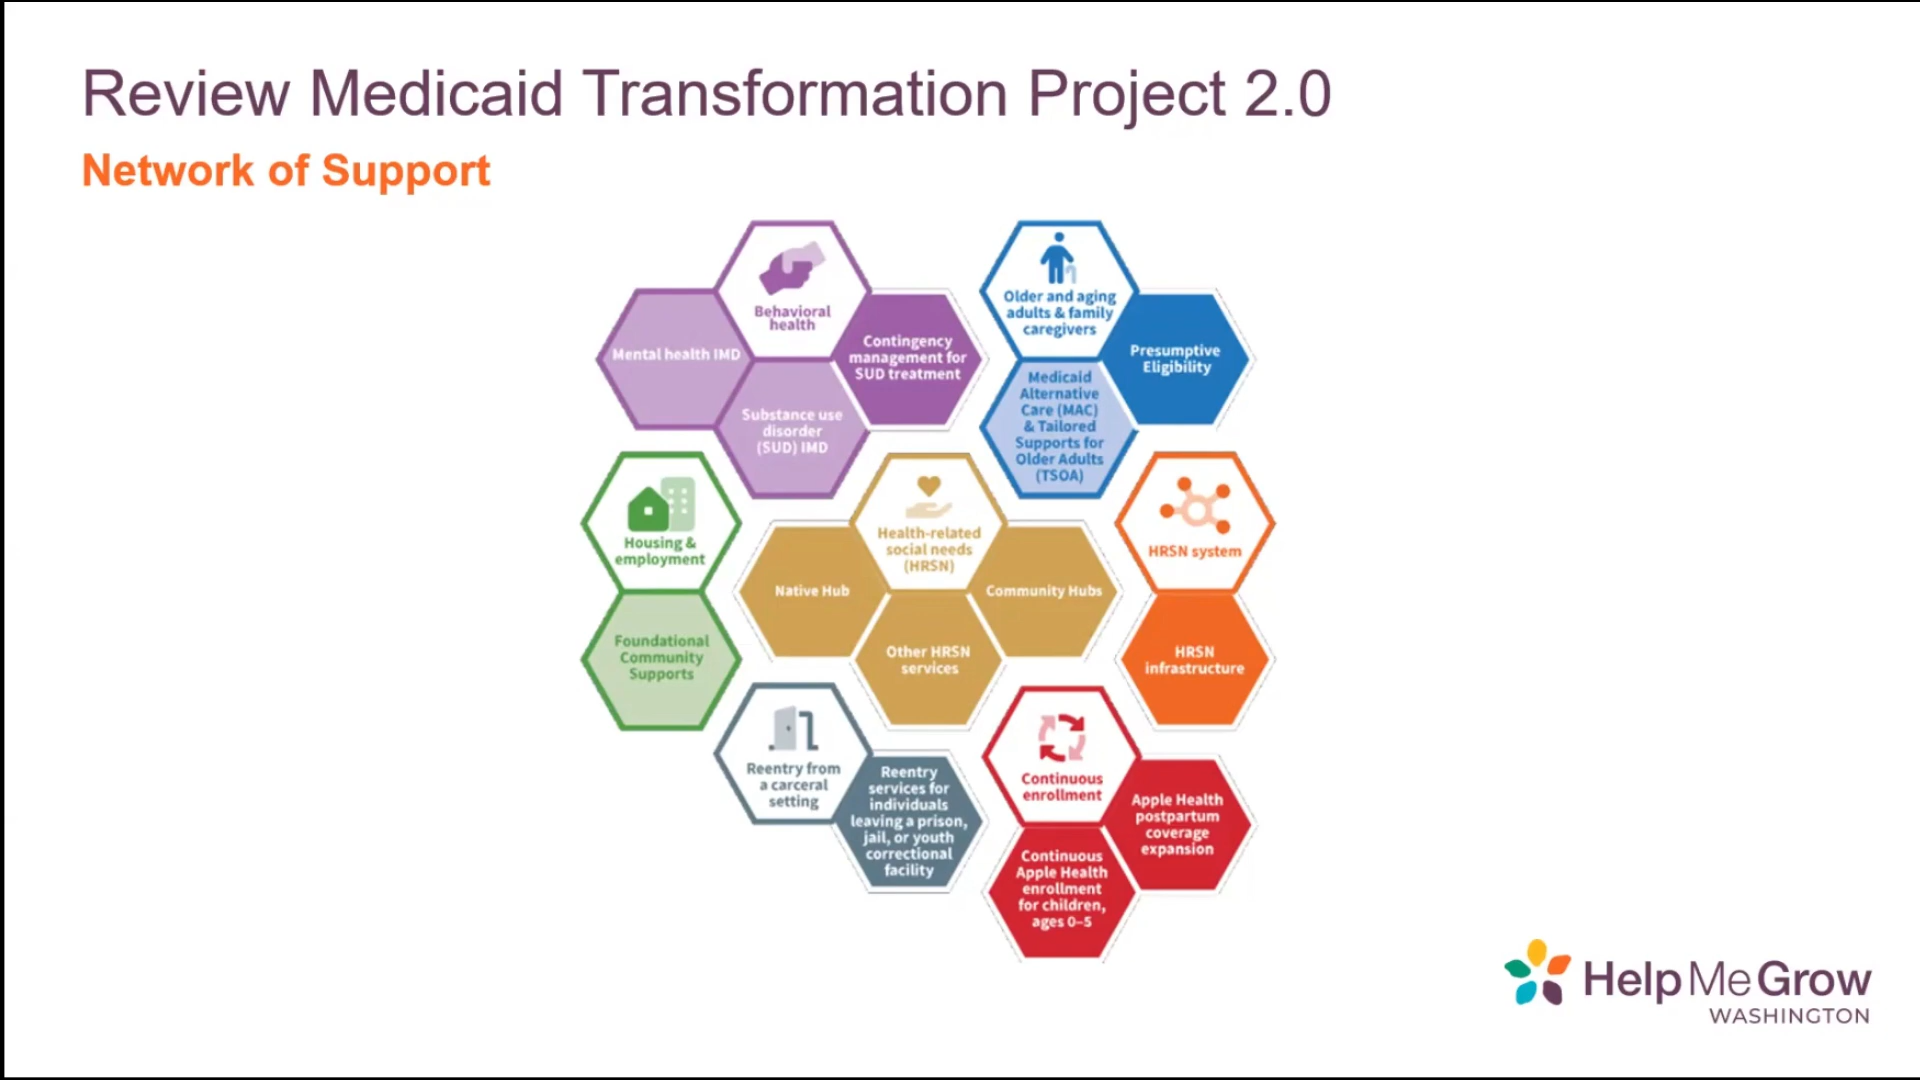 Review Medicaid Transformation Project 2.0
Network of Support
Behavioral
health
Mental health IMD
Contingency
management for
SUD treatment
Substance use
disorder
(SUD) IMD
Older and aging
adults & family
caregivers
Presumptive
Eligibility
Medicaid
Alternative
Care (MAC)
& Tailored
Supports for
Older Adults
(TSOA)
Housing &
employment
Foundational
Community
Supports
Health-related
social needs
(HRSN)
Native Hub
Community Hubs
Other HRSN
services
HRSN system
HRSN
infrastructure
Reentry from
a carceral
setting
Reentry
services for
individuals
leaving a prison,
jail, or youth
correctional
facility
Continuous
enrollment
Apple Health
postpartum
coverage
expansion
Continuous
Apple Health
enrollment
for children,
ages 0–5
HelpMeGrow
WASHINGTON